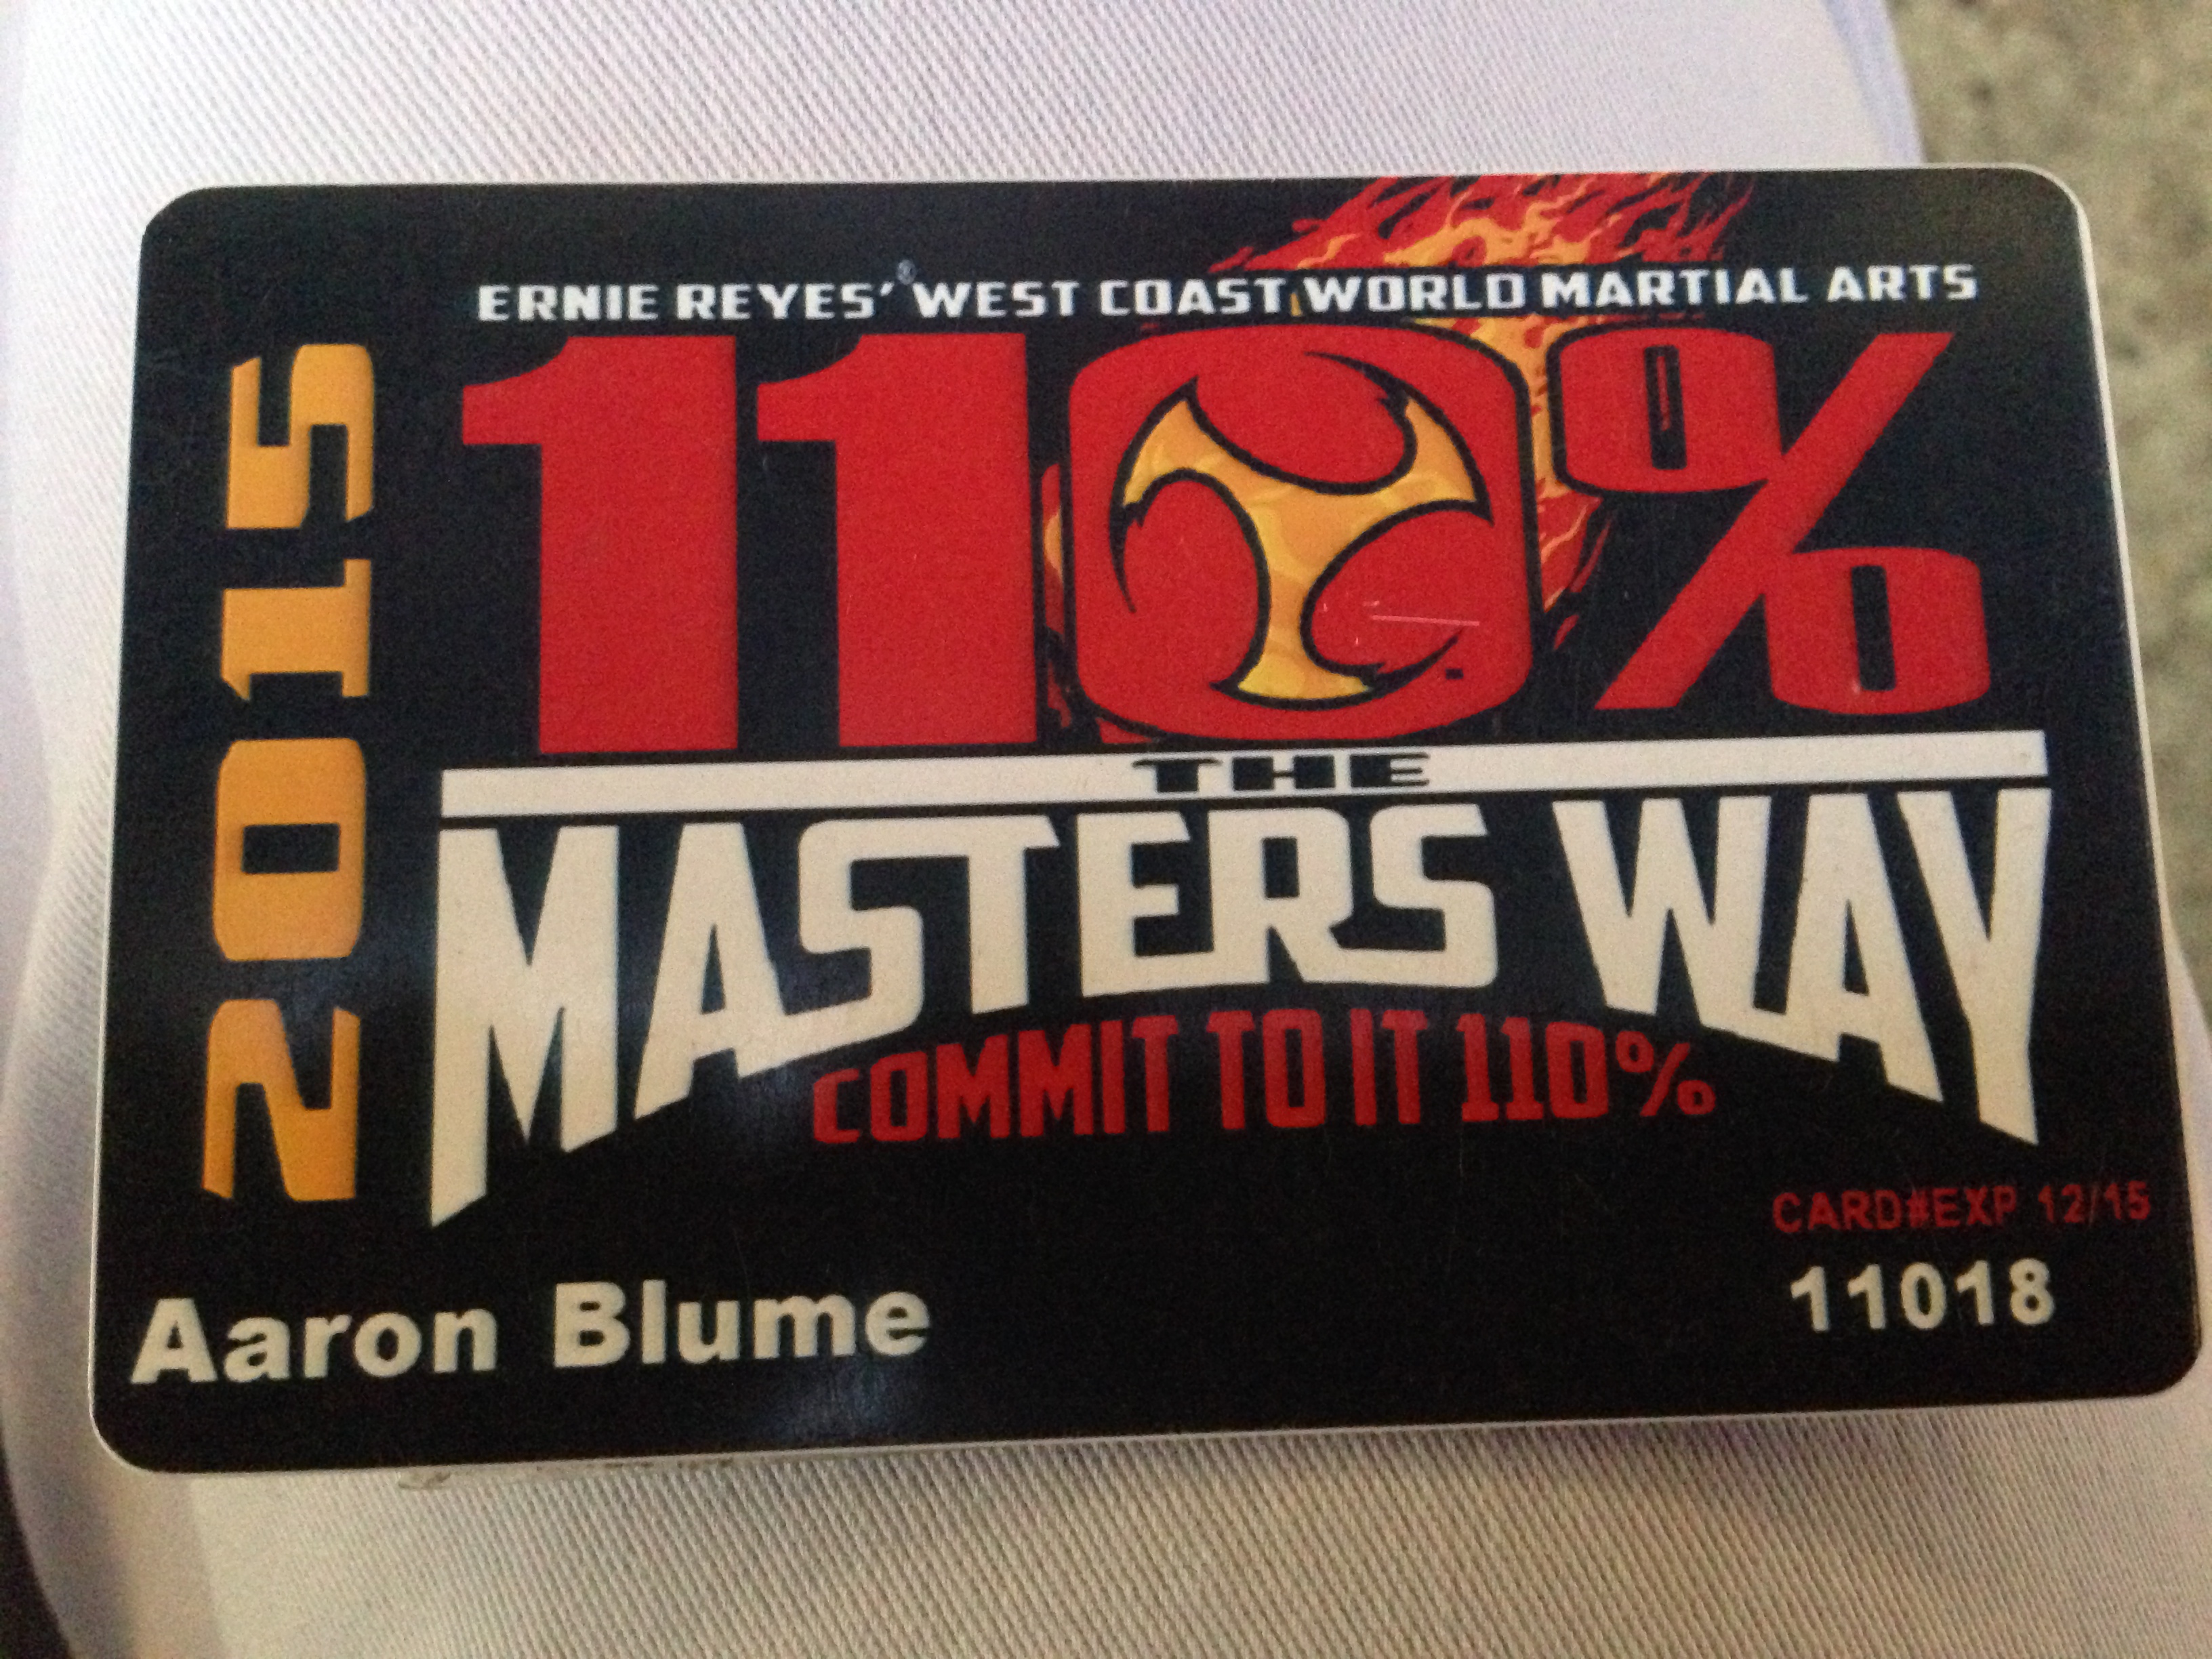 ERNIE REYES'® WEST COAST WORLD MARTIAL ARTS
2015
110%
THE
MASTERS WAY
COMMIT TO IT 110%
CARD#EXP 12/15
Aaron Blume
11018